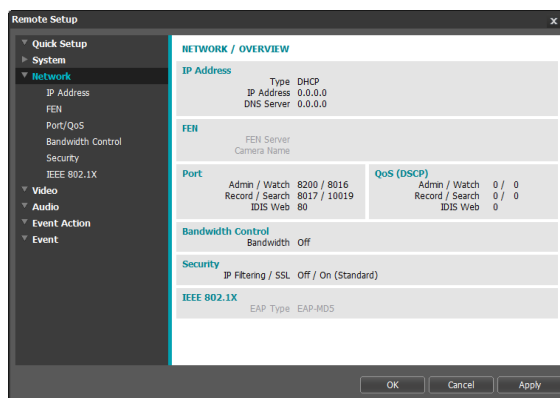 Remote Setup x
Quick Setup
System
Network
IP Address
FEN
Port/QoS
Bandwidth Control
Security
IEEE 802.1X
Video
Audio
Event Action
Event
NETWORK / OVERVIEW
IP Address
Type DHCP
IP Address 0.0.0.0
DNS Server 0.0.0.0
FEN
FEN Server
Camera Name
Port
Admin / Watch 8200 / 8016
Record / Search 8017 / 10019
IDIS Web 80
QoS (DSCP)
Admin / Watch 0 / 0
Record / Search 0 / 0
IDIS Web 0
Bandwidth Control
Bandwidth Off
Security
IP Filtering / SSL Off / On (Standard)
IEEE 802.1X
EAP Type EAP-MD5
OK Cancel Apply